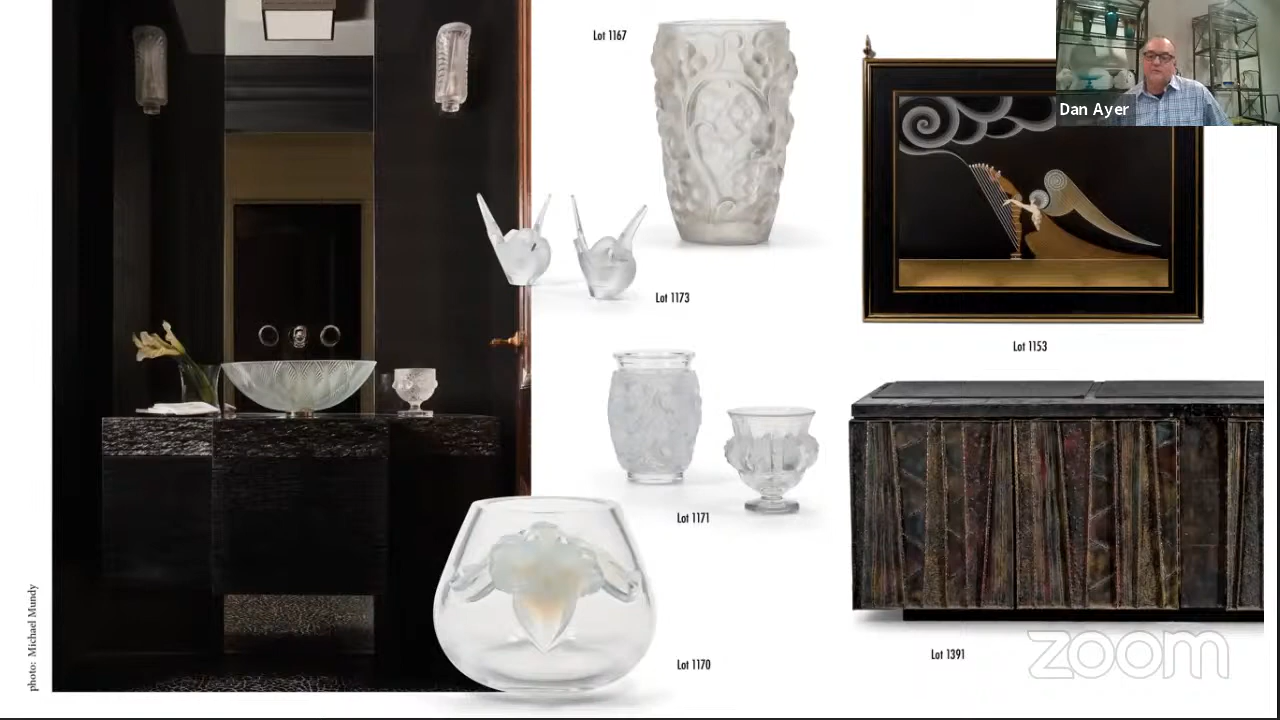 Lot 1167
Dan Ayer
Lot 1173
Lot 1153
Lot 1171
photo: Michael Mundy
Lot 1170
Lot 1391
zoom